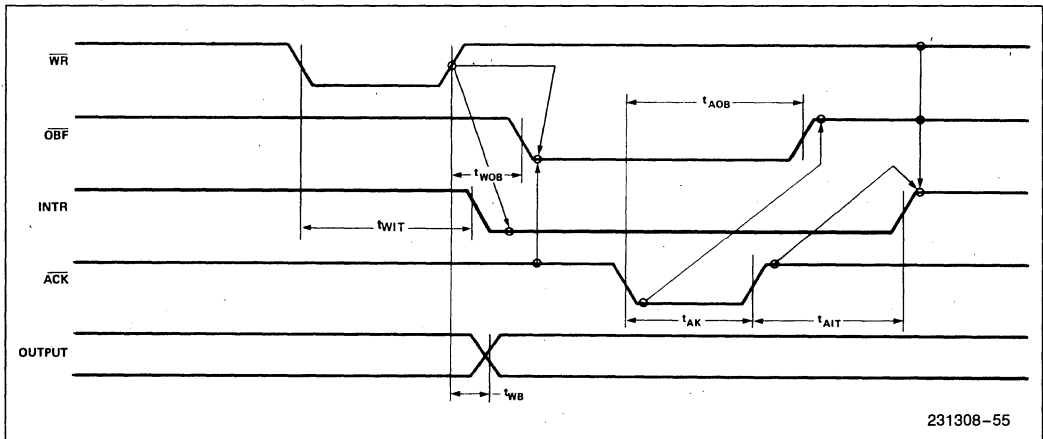 WR
tAOB
OBF
tWOB
INTR
tWIT
ACK
tAK
tAIT
OUTPUT
tWB
231308-55